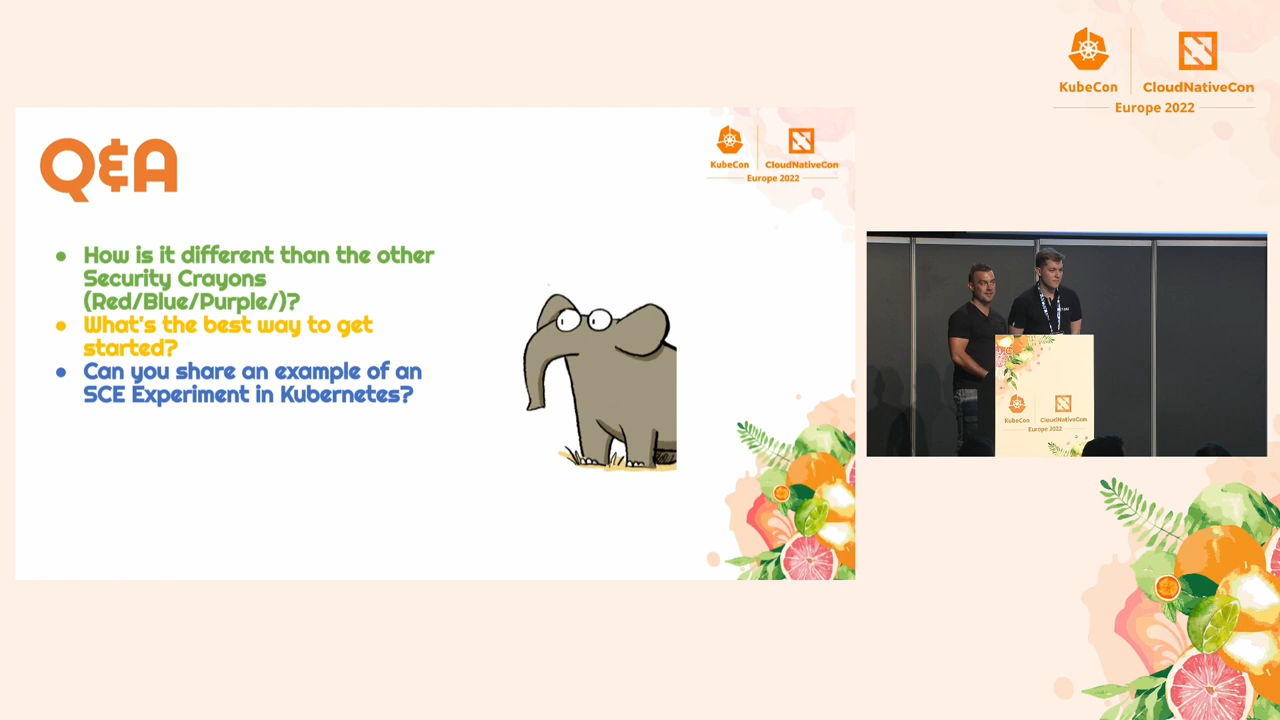 KubeCon
CloudNativeCon
Europe 2022
Q&A
KubeCon
CloudNativeCon
Europe 2022
● How is it different than the other
Security Crayons
(Red/Blue/Purple/)?
● What's the best way to get
started?
● Can you share an example of an
SCE Experiment in Kubernetes?
KubeCon
CloudNativeCon
Europe 2022